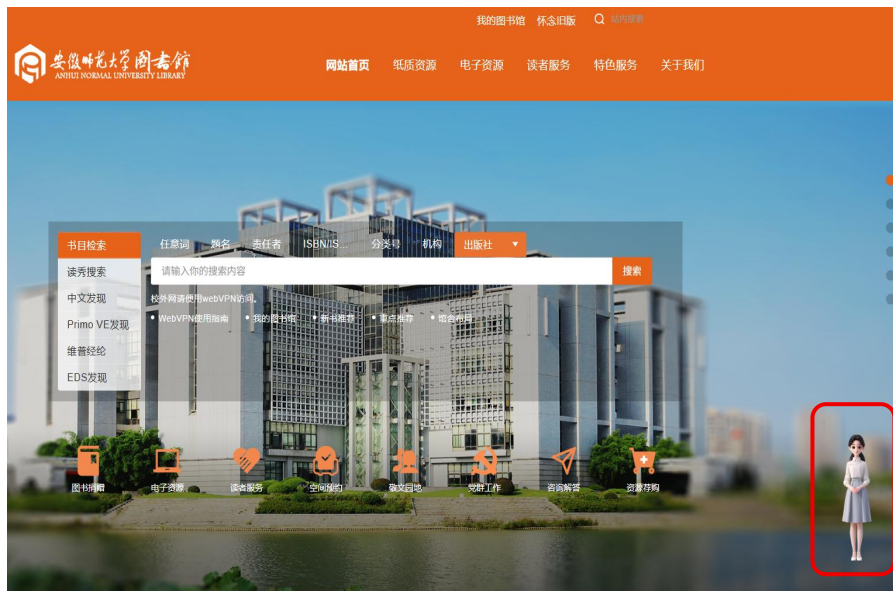 我的图书馆 怀念旧版 站内搜索
安徽师范大学图书馆
ANHUI NORMAL UNIVERSITY LIBRARY
网站首页 纸质资源 电子资源 读者服务 特色服务 关于我们
书目检索 任意词 题名 责任者 ISBN/IS... 分类号 机构 出版社
读秀搜索 请输入你的搜索内容 搜索
中文发现 校外网请使用webVPN访问。
Primo VE发现 • WebVPN使用指南 • 我的图书馆 • 新书推荐 • 重点推荐 • 馆舍布局
维普经纶
EDS发现
图书捐赠 电子资源 读者服务 空间预约 敬文园地 党群工作 咨询解答 资源荐购